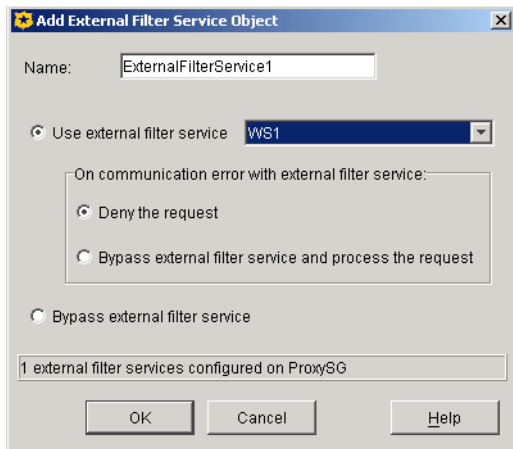 Add External Filter Service Object
Name: ExternalFilterService1
Use external filter service WS1
On communication error with external filter service:
Deny the request
Bypass external filter service and process the request
Bypass external filter service
1 external filter services configured on ProxySG
OK Cancel Help